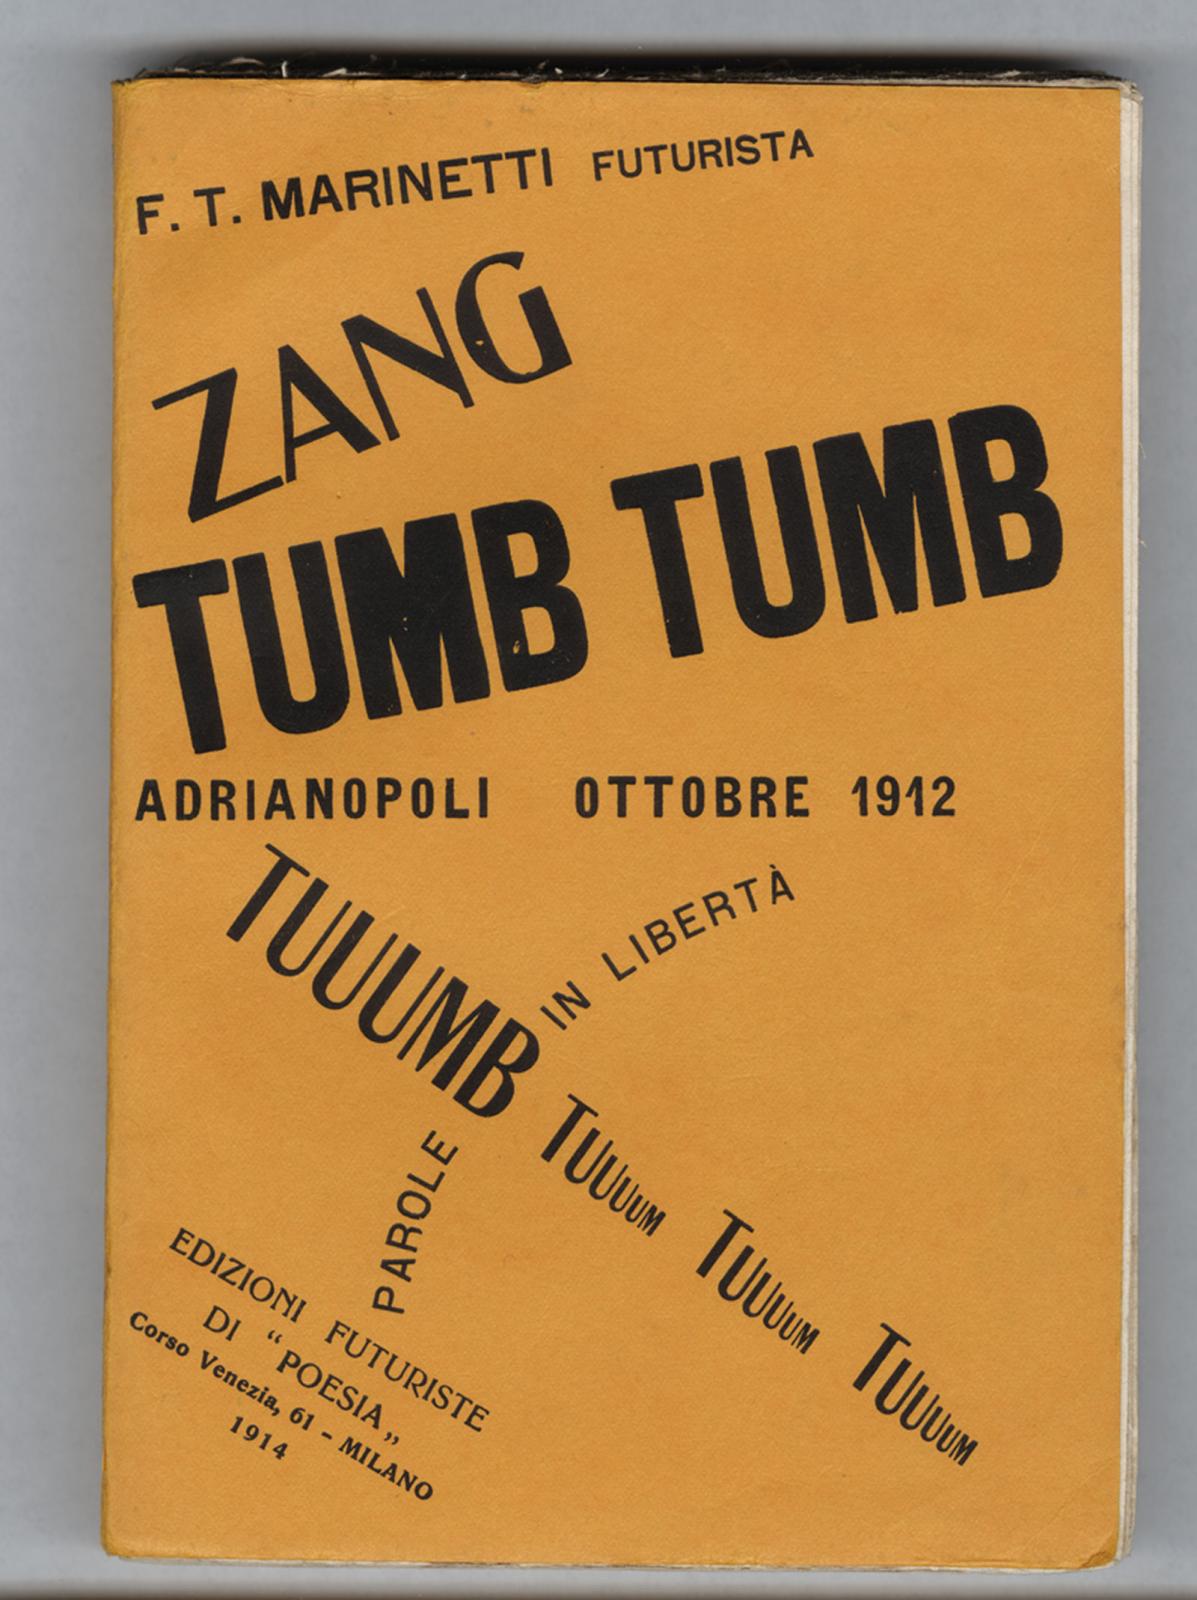 F. T. MARINETTI FUTURISTA
ZANG
TUMB TUMB
ADRIANOPOLI OTTOBRE 1912
TUUUMB
IN LIBERTÀ
PAROLE
TUUUUM TUUUUM TUUUUM
EDIZIONI FUTURISTE
DI “POESIA„
Corso Venezia, 61 - MILANO
1914